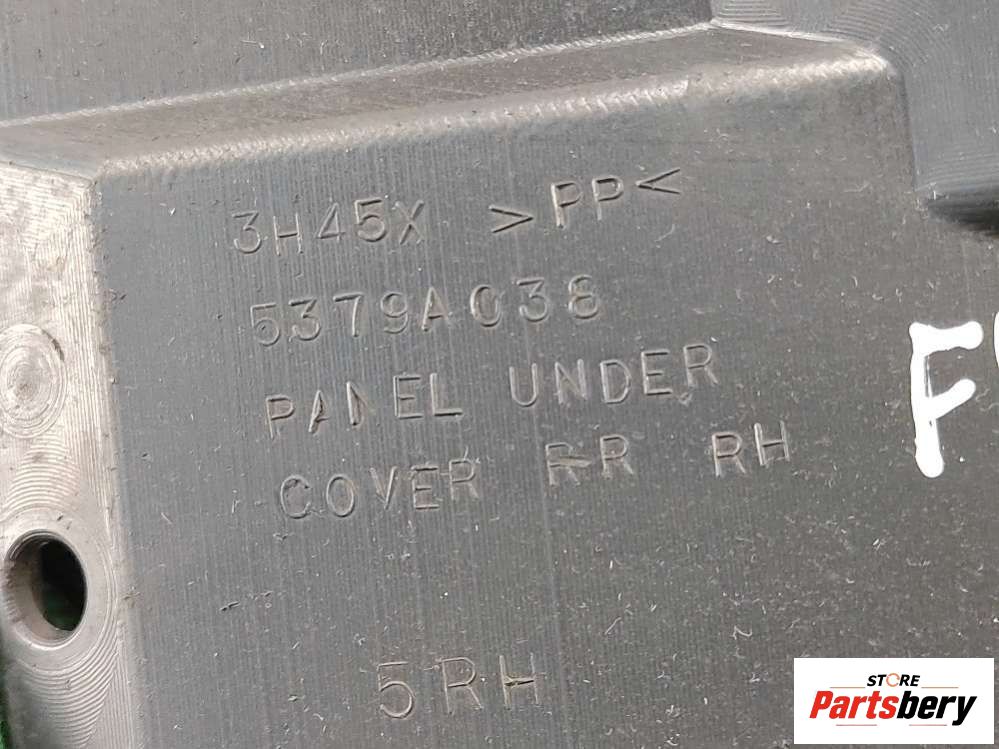 3H45X >PP<
5379A038
PANEL UNDER
COVER RR RH
5RH
F
STORE
Partsbery